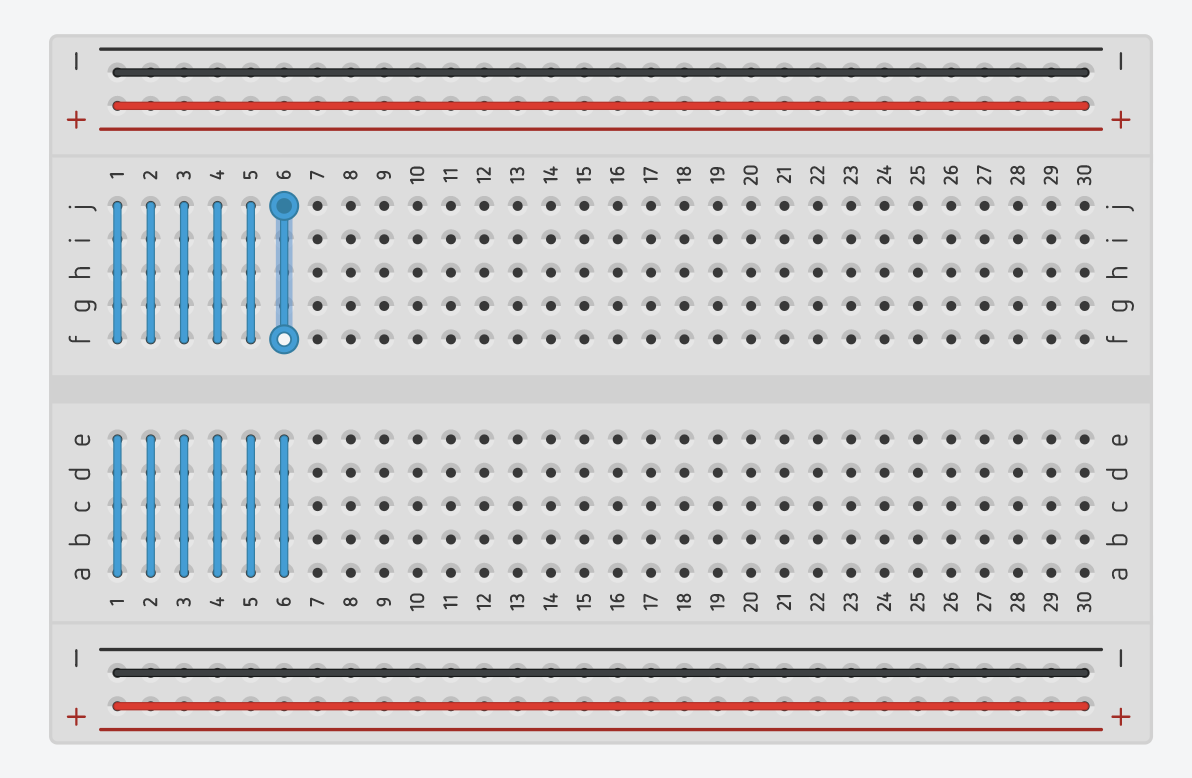 − −
+ +
1 2 3 4 5 6 7 8 9 10 11 12 13 14 15 16 17 18 19 20 21 22 23 24 25 26 27 28 29 30
j j
i i
h h
g g
f f
e e
d d
c c
b b
a a
1 2 3 4 5 6 7 8 9 10 11 12 13 14 15 16 17 18 19 20 21 22 23 24 25 26 27 28 29 30
− −
+ +